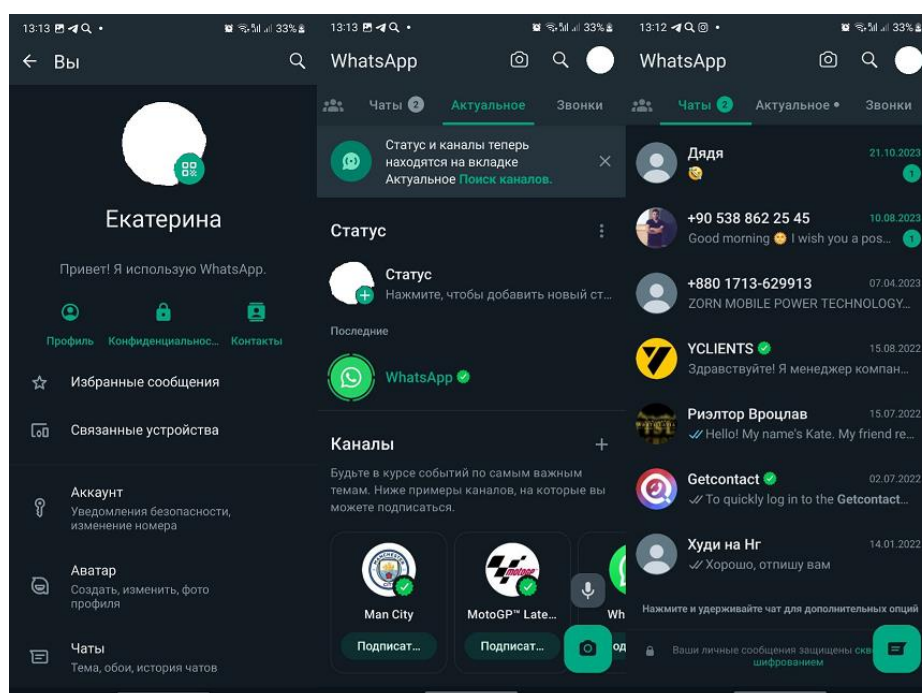 13:13
33%
Вы
Екатерина
Привет! Я использую WhatsApp.
Профиль
Конфиденциальнос...
Контакты
Избранные сообщения
Связанные устройства
Аккаунт
Уведомления безопасности,
изменение номера
Аватар
Создать, изменить, фото
профиля
Чаты
Тема, обои, история чатов
13:13
33%
WhatsApp
Чаты 2
Актуальное
Звонки
Статус и каналы теперь
находятся на вкладке
Актуальное Поиск каналов.
Статус
Статус
Нажмите, чтобы добавить новый ст...
Последние
WhatsApp
Каналы
Будьте в курсе событий по самым важным
темам. Ниже примеры каналов, на которые вы
можете подписаться.
MANCHESTER
CITY
Man City
Подписат...
MotoGP
MotoGP™ Late...
Подписат...
Wh
од
13:12
33%
WhatsApp
Чаты 2
Актуальное
Звонки
Дядя
21.10.2023
1
+90 538 862 25 45
10.08.2023
Good morning 😁 I wish you a pos...
1
+880 1713-629913
07.04.2023
ZORN MOBILE POWER TECHNOLOGY...
YCLIENTS
15.08.2022
Здравствуйте! Я менеджер компан...
Риэлтор Вроцлав
15.07.2022
Hello! My name's Kate. My friend re...
Getcontact
02.07.2022
To quickly log in to the Getcontact...
Худи на Нг
14.01.2022
Хорошо, отпишу вам
Нажмите и удерживайте чат для дополнительных опций
Ваши личные сообщения защищены скв
шифрованием